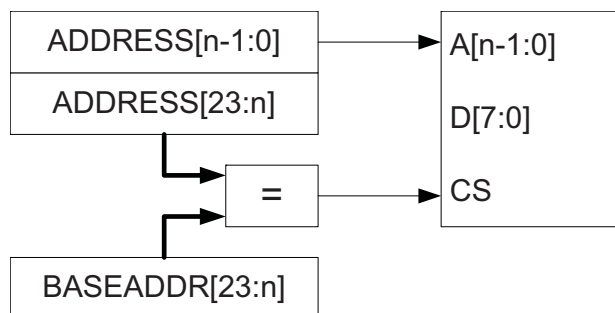 ADDRESS[n-1:0]
A[n-1:0]
ADDRESS[23:n]
D[7:0]
=
CS
BASEADDR[23:n]